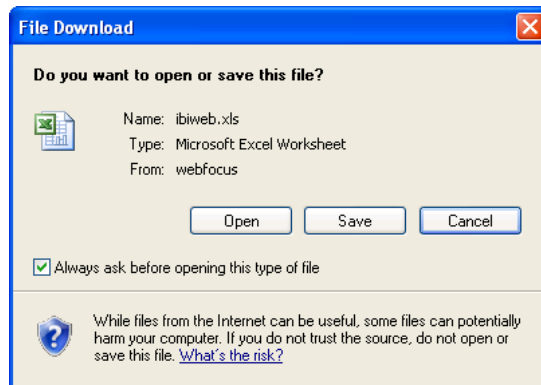 File Download
Do you want to open or save this file?
Name: ibiweb.xls
Type: Microsoft Excel Worksheet
From: webfocus
Open Save Cancel
Always ask before opening this type of file
While files from the Internet can be useful, some files can potentially
harm your computer. If you do not trust the source, do not open or
save this file. What's the risk?